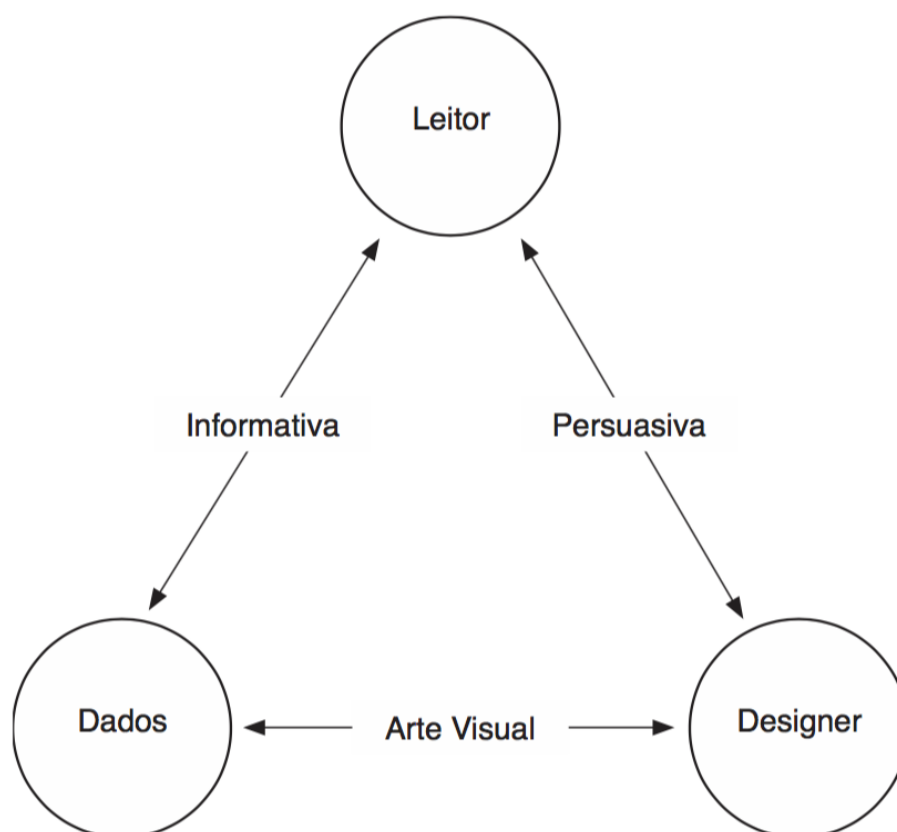 Leitor
Informativa
Persuasiva
Dados
Arte Visual
Designer